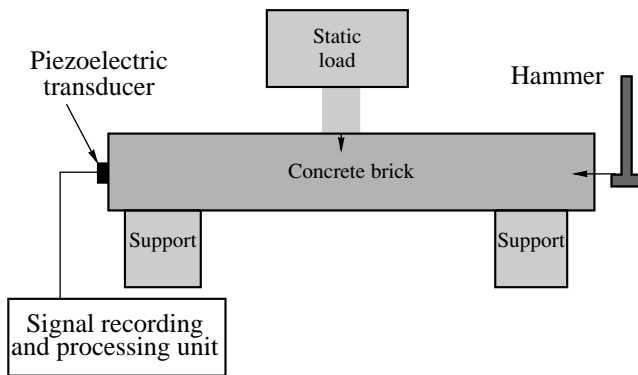 Static
load
Piezoelectric
transducer
Hammer
Concrete brick
Support
Support
Signal recording
and processing unit